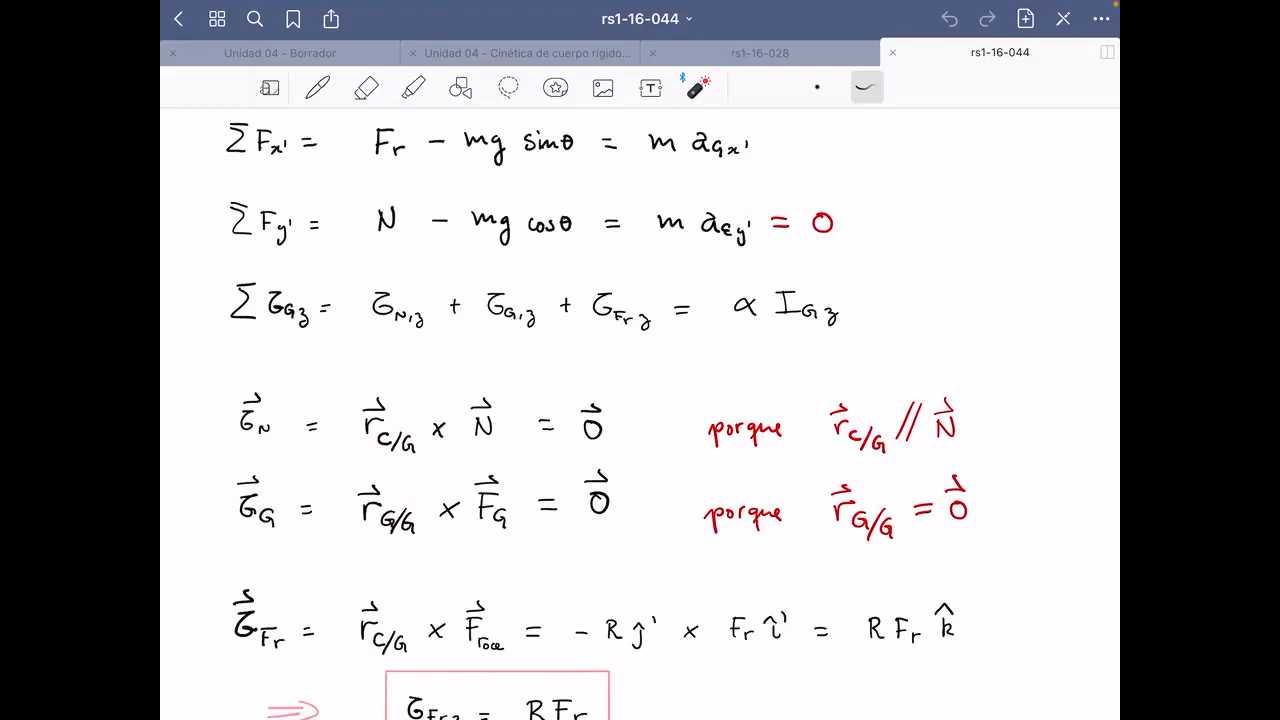 rs1-16-044
Unidad 04 - Borrador
Unidad 04 - Cinética de cuerpo rígido...
rs1-16-028
rs1-16-044
∑ Fx' = Fr - mg sinθ = m aGx'
∑ Fy' = N - mg cosθ = m aGy' = 0
∑ τGz = τN,z + τG,z + τFr z = α IGz
τ⃗N = r⃗C/G × N⃗ = 0⃗ porque r⃗C/G // N⃗
τ⃗G = r⃗G/G × F⃗G = 0⃗ porque r⃗G/G = 0⃗
τ⃗Fr = r⃗C/G × F⃗roce = - R ĵ' × Fr î' = R Fr k̂
⇒ τFr z = R Fr